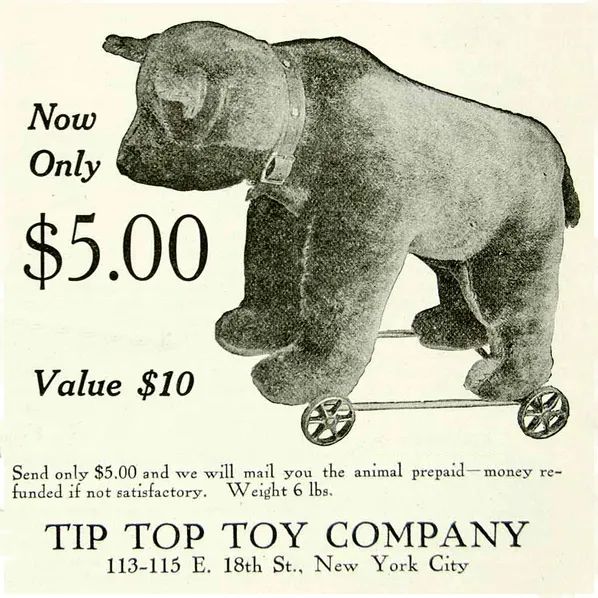 Now
Only
$5.00
Value $10
Send only $5.00 and we will mail you the animal prepaid—money re-
funded if not satisfactory. Weight 6 lbs.
TIP TOP TOY COMPANY
113-115 E. 18th St., New York City